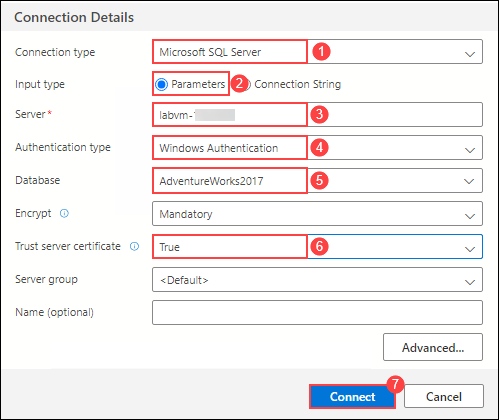 Connection Details
Connection type Microsoft SQL Server 1
Input type Parameters 2 Connection String
Server * labvm- 3
Authentication type Windows Authentication 4
Database AdventureWorks2017 5
Encrypt Mandatory
Trust server certificate True 6
Server group <Default>
Name (optional)
Advanced...
Connect 7 Cancel